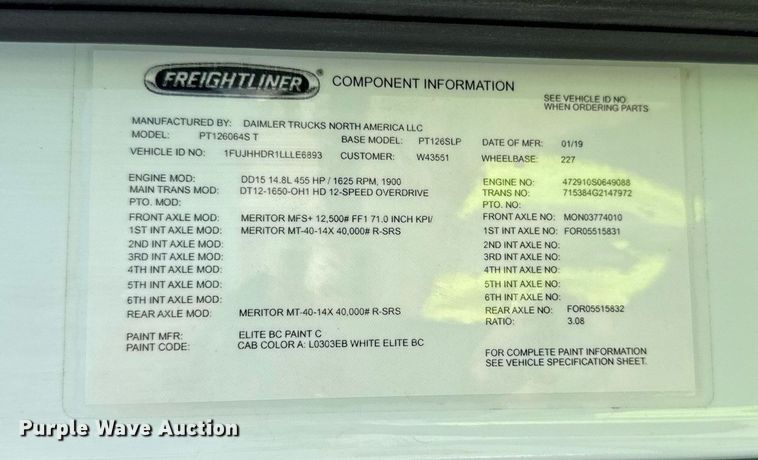 FREIGHTLINER® COMPONENT INFORMATION
SEE VEHICLE ID NO
WHEN ORDERING PARTS
MANUFACTURED BY: DAIMLER TRUCKS NORTH AMERICA LLC
MODEL: PT126064S T BASE MODEL: PT126SLP DATE OF MFR: 01/19
VEHICLE ID NO: 1FUJHHDR1LLLE6893 CUSTOMER: W43551 WHEELBASE: 227
ENGINE MOD: DD15 14.8L 455 HP / 1625 RPM, 1900 ENGINE NO: 472910S0649088
MAIN TRANS MOD: DT12-1650-OH1 HD 12-SPEED OVERDRIVE TRANS NO: 715384G2147972
PTO. MOD: PTO. NO:
FRONT AXLE MOD: MERITOR MFS+ 12,500# FF1 71.0 INCH KPI/ FRONT AXLE NO: MON03774010
1ST INT AXLE MOD: MERITOR MT-40-14X 40,000# R-SRS 1ST INT AXLE NO: FOR05515831
2ND INT AXLE MOD: 2ND INT AXLE NO:
3RD INT AXLE MOD: 3RD INT AXLE NO:
4TH INT AXLE MOD: 4TH INT AXLE NO:
5TH INT AXLE MOD: 5TH INT AXLE NO:
6TH INT AXLE MOD: 6TH INT AXLE NO:
REAR AXLE MOD: MERITOR MT-40-14X 40,000# R-SRS REAR AXLE NO: FOR05515832
RATIO: 3.08
PAINT MFR: ELITE BC PAINT C
PAINT CODE: CAB COLOR A: L0303EB WHITE ELITE BC
FOR COMPLETE PAINT INFORMATION
SEE VEHICLE SPECIFICATION SHEET.
Purple Wave Auction